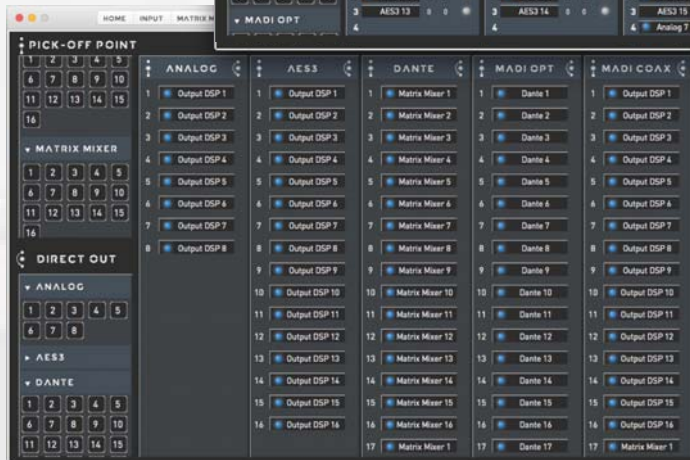 3 AES3 13 0 0
4
3 AES3 14 0 0
4
3 AES3 15
4 Analog 7
MADI OPT
HOME INPUT MATRIX M
PICK-OFF POINT
1 2 3 4 5
6 7 8 9 10
11 12 13 14 15
16
MATRIX MIXER
1 2 3 4 5
6 7 8 9 10
11 12 13 14 15
16
DIRECT OUT
ANALOG
1 2 3 4 5
6 7 8
AES3
DANTE
1 2 3 4 5
6 7 8 9 10
11 12 13 14 15
ANALOG
1 Output DSP 1
2 Output DSP 2
3 Output DSP 3
4 Output DSP 4
5 Output DSP 5
6 Output DSP 6
7 Output DSP 7
8 Output DSP 8
AES3
1 Output DSP 1
2 Output DSP 2
3 Output DSP 3
4 Output DSP 4
5 Output DSP 5
6 Output DSP 6
7 Output DSP 7
8 Output DSP 8
9 Output DSP 9
10 Output DSP 10
11 Output DSP 11
12 Output DSP 12
13 Output DSP 13
14 Output DSP 14
15 Output DSP 15
16 Output DSP 16
DANTE
1 Matrix Mixer 1
2 Matrix Mixer 2
3 Matrix Mixer 3
4 Matrix Mixer 4
5 Matrix Mixer 5
6 Matrix Mixer 6
7 Matrix Mixer 7
8 Matrix Mixer 8
9 Matrix Mixer 9
10 Matrix Mixer 10
11 Matrix Mixer 11
12 Matrix Mixer 12
13 Matrix Mixer 13
14 Matrix Mixer 14
15 Matrix Mixer 15
16 Matrix Mixer 16
17 Matrix Mixer 1
MADI OPT
1 Dante 1
2 Dante 2
3 Dante 3
4 Dante 4
5 Dante 5
6 Dante 6
7 Dante 7
8 Dante 8
9 Dante 9
10 Dante 10
11 Dante 11
12 Dante 12
13 Dante 13
14 Dante 14
15 Dante 15
16 Dante 16
17 Dante 17
MADI COAX
1 Output DSP 1
2 Output DSP 2
3 Output DSP 3
4 Output DSP 4
5 Output DSP 5
6 Output DSP 6
7 Output DSP 7
8 Output DSP 8
9 Output DSP 9
10 Output DSP 10
11 Output DSP 11
12 Output DSP 12
13 Output DSP 13
14 Output DSP 14
15 Output DSP 15
16 Output DSP 16
17 Matrix Mixer 1